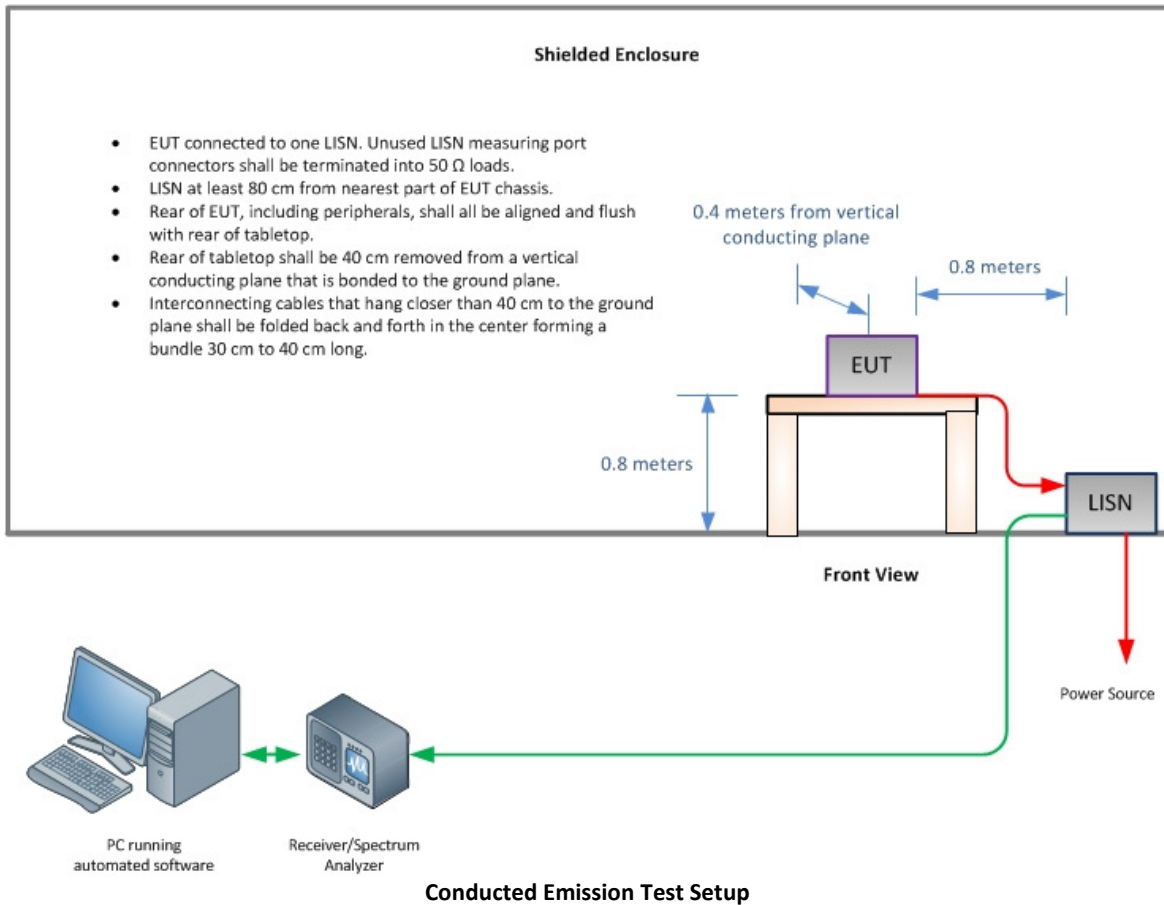 Shielded Enclosure
• EUT connected to one LISN. Unused LISN measuring port
connectors shall be terminated into 50 Ω loads.
• LISN at least 80 cm from nearest part of EUT chassis.
• Rear of EUT, including peripherals, shall all be aligned and flush
with rear of tabletop.
• Rear of tabletop shall be 40 cm removed from a vertical
conducting plane that is bonded to the ground plane.
• Interconnecting cables that hang closer than 40 cm to the ground
plane shall be folded back and forth in the center forming a
bundle 30 cm to 40 cm long.
0.4 meters from vertical
conducting plane
0.8 meters
EUT
0.8 meters
LISN
Front View
Power Source
PC running
automated software
Receiver/Spectrum
Analyzer
Conducted Emission Test Setup